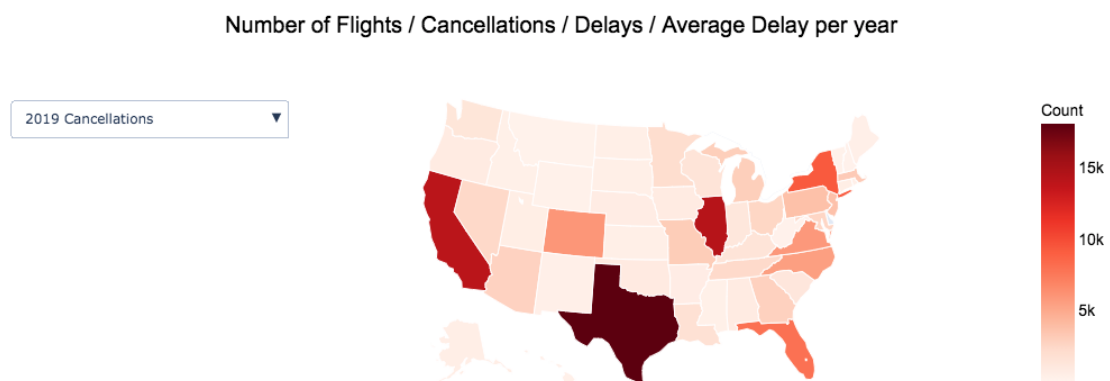 Number of Flights / Cancellations / Delays / Average Delay per year
2019 Cancellations
Count
15k
10k
5k